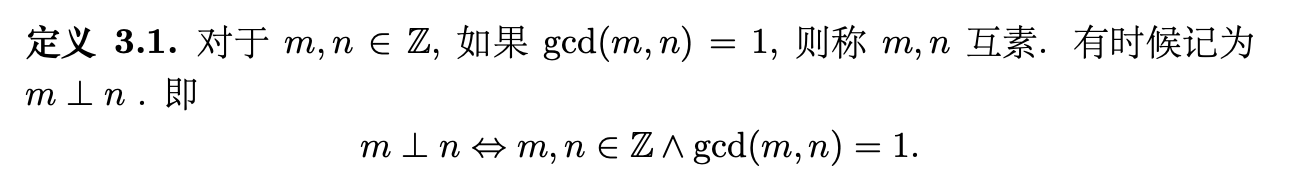 定义 3.1. 对于 m, n ∈ ℤ, 如果 gcd(m, n) = 1, 则称 m, n 互素. 有时候记为
m ⊥ n . 即
m ⊥ n ⇔ m, n ∈ ℤ ∧ gcd(m, n) = 1.